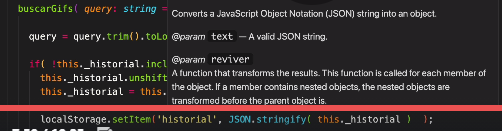 buscarGifs( query: string =
Converts a JavaScript Object Notation (JSON) string into an object.
query = query.trim().toLo
@param text — A valid JSON string.
@param reviver
if( !this._historial.incl
A function that transforms the results. This function is called for each member of
this._historial.unshift
the object. If a member contains nested objects, the nested objects are
this._historial = this.
transformed before the parent object is.
localStorage.setItem('historial', JSON.stringify( this._historial ) );